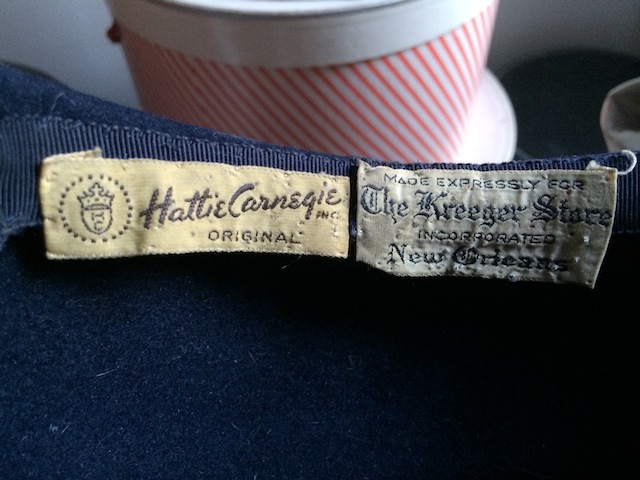 Hattie Carnegie INC.
ORIGINAL
MADE EXPRESSLY FOR
The Kreeger Store
INCORPORATED
New Orleans